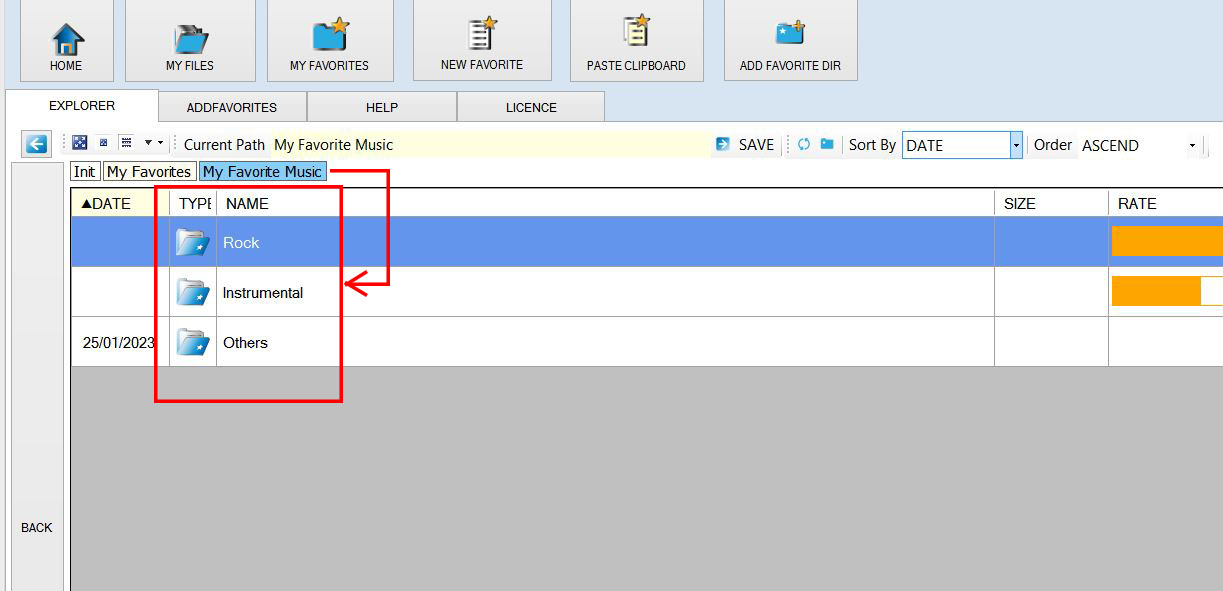 HOME MY FILES MY FAVORITES NEW FAVORITE PASTE CLIPBOARD ADD FAVORITE DIR
EXPLORER ADDFAVORITES HELP LICENCE
Current Path My Favorite Music SAVE Sort By DATE Order ASCEND
Init My Favorites My Favorite Music
▲DATE TYPE NAME SIZE RATE
Rock
Instrumental
25/01/2023 Others
BACK